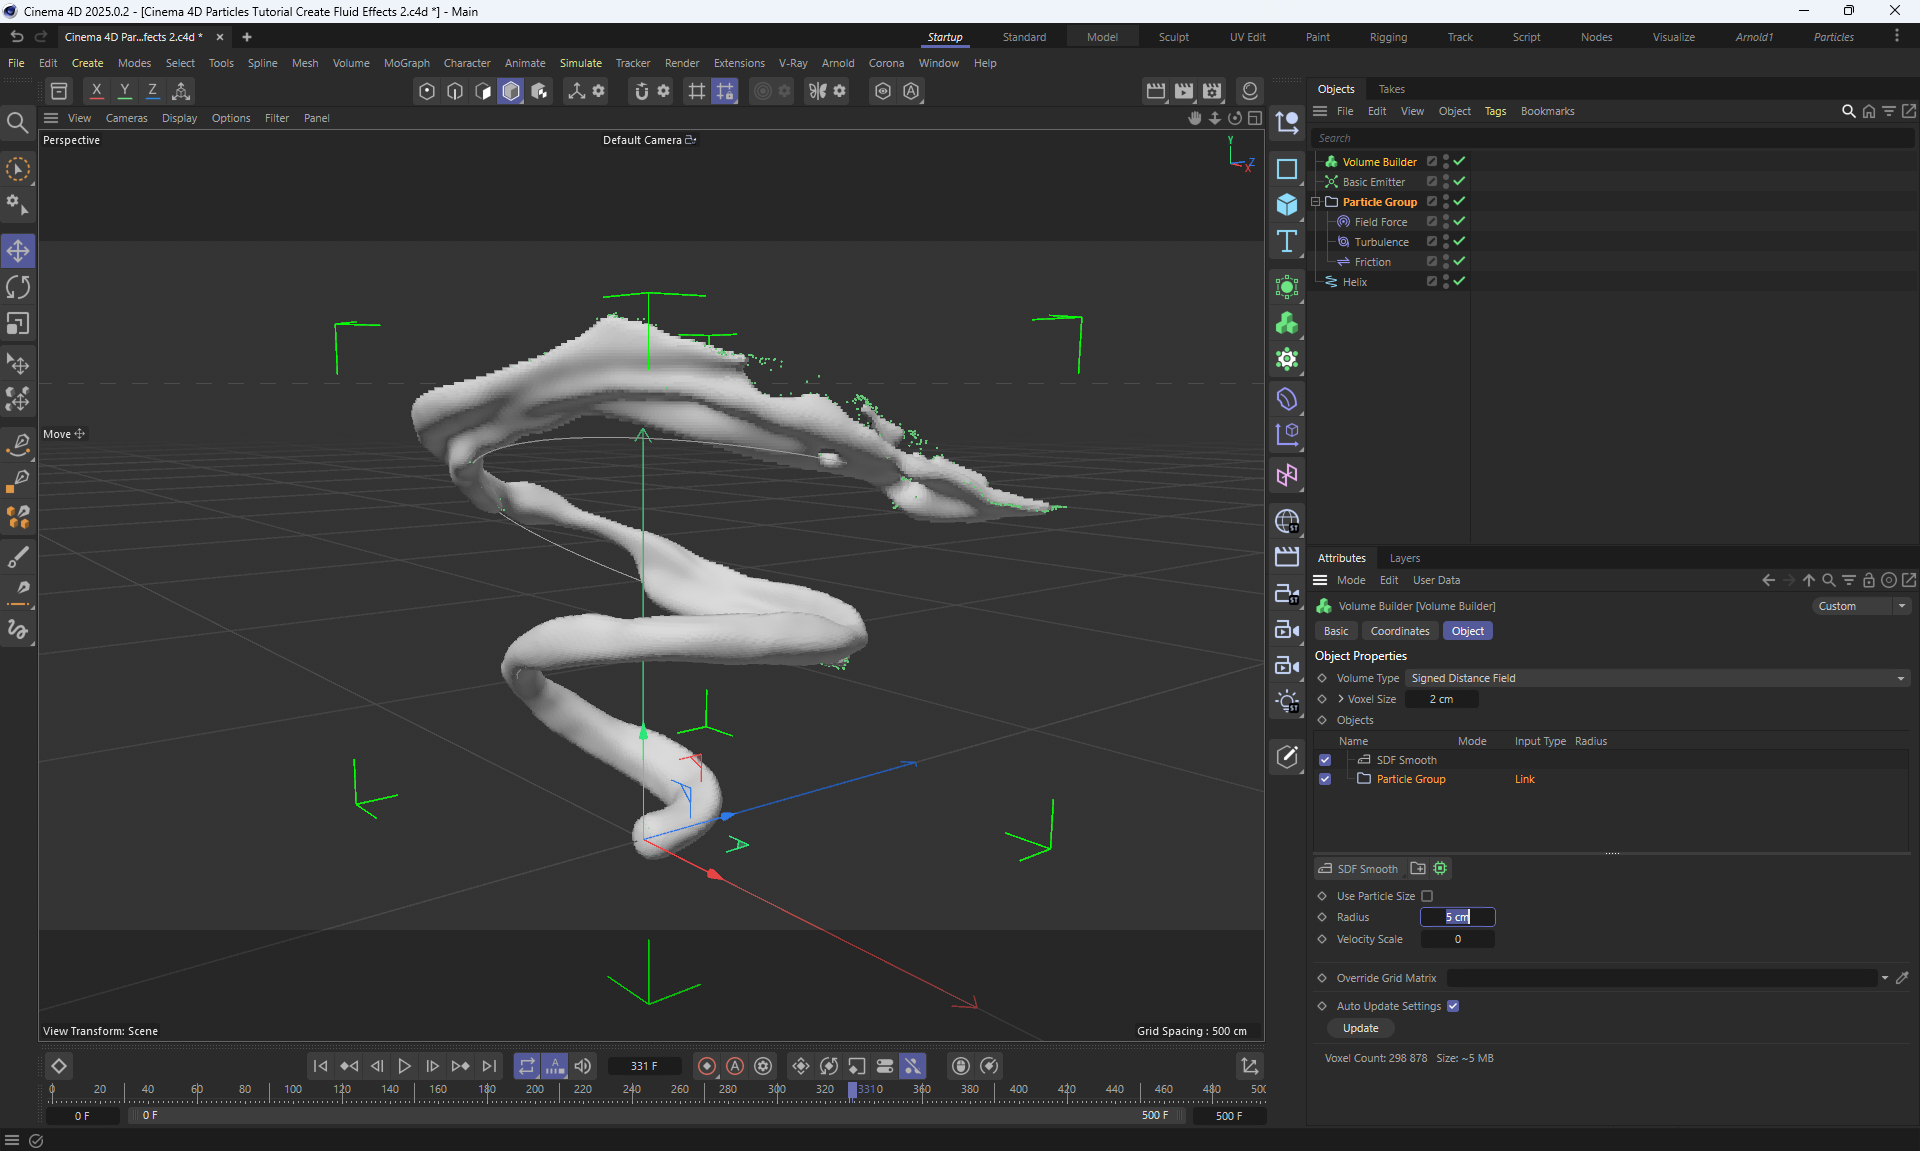 Cinema 4D 2025.0.2 - [Cinema 4D Particles Tutorial Create Fluid Effects 2.c4d *] - Main
Cinema 4D Par...fects 2.c4d *
Startup Standard Model Sculpt UV Edit Paint Rigging Track Script Nodes Visualize Arnold1 Particles
File Edit Create Modes Select Tools Spline Mesh Volume MoGraph Character Animate Simulate Tracker Render Extensions V-Ray Arnold Corona Window Help
X Y Z
View Cameras Display Options Filter Panel
Perspective
Default Camera
Y
Z
X
Move
View Transform: Scene
Grid Spacing : 500 cm
T
ST
ST
ST
Objects Takes
File Edit View Object Tags Bookmarks
Search
Volume Builder
Basic Emitter
Particle Group
Field Force
Turbulence
Friction
Helix
Attributes Layers
Mode Edit User Data
Volume Builder [Volume Builder]
Custom
Basic Coordinates Object
Object Properties
Volume Type Signed Distance Field
Voxel Size 2 cm
Objects
Name Mode Input Type Radius
SDF Smooth
Particle Group Link
SDF Smooth
Use Particle Size
Radius 5 cm
Velocity Scale 0
Override Grid Matrix
Auto Update Settings
Update
Voxel Count: 298 878 Size: ~5 MB
331 F
0 20 40 60 80 100 120 140 160 180 200 220 240 260 280 300 320 3310 360 380 400 420 440 460 480 500
0 F
0 F
500 F
500 F